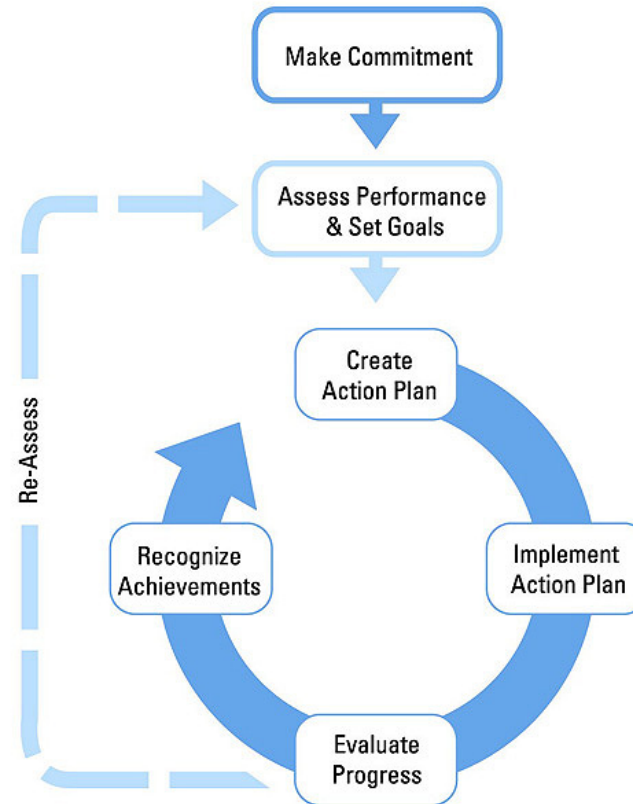 Make Commitment
Assess Performance
& Set Goals
Create
Action Plan
Re-Assess
Recognize
Achievements
Implement
Action Plan
Evaluate
Progress